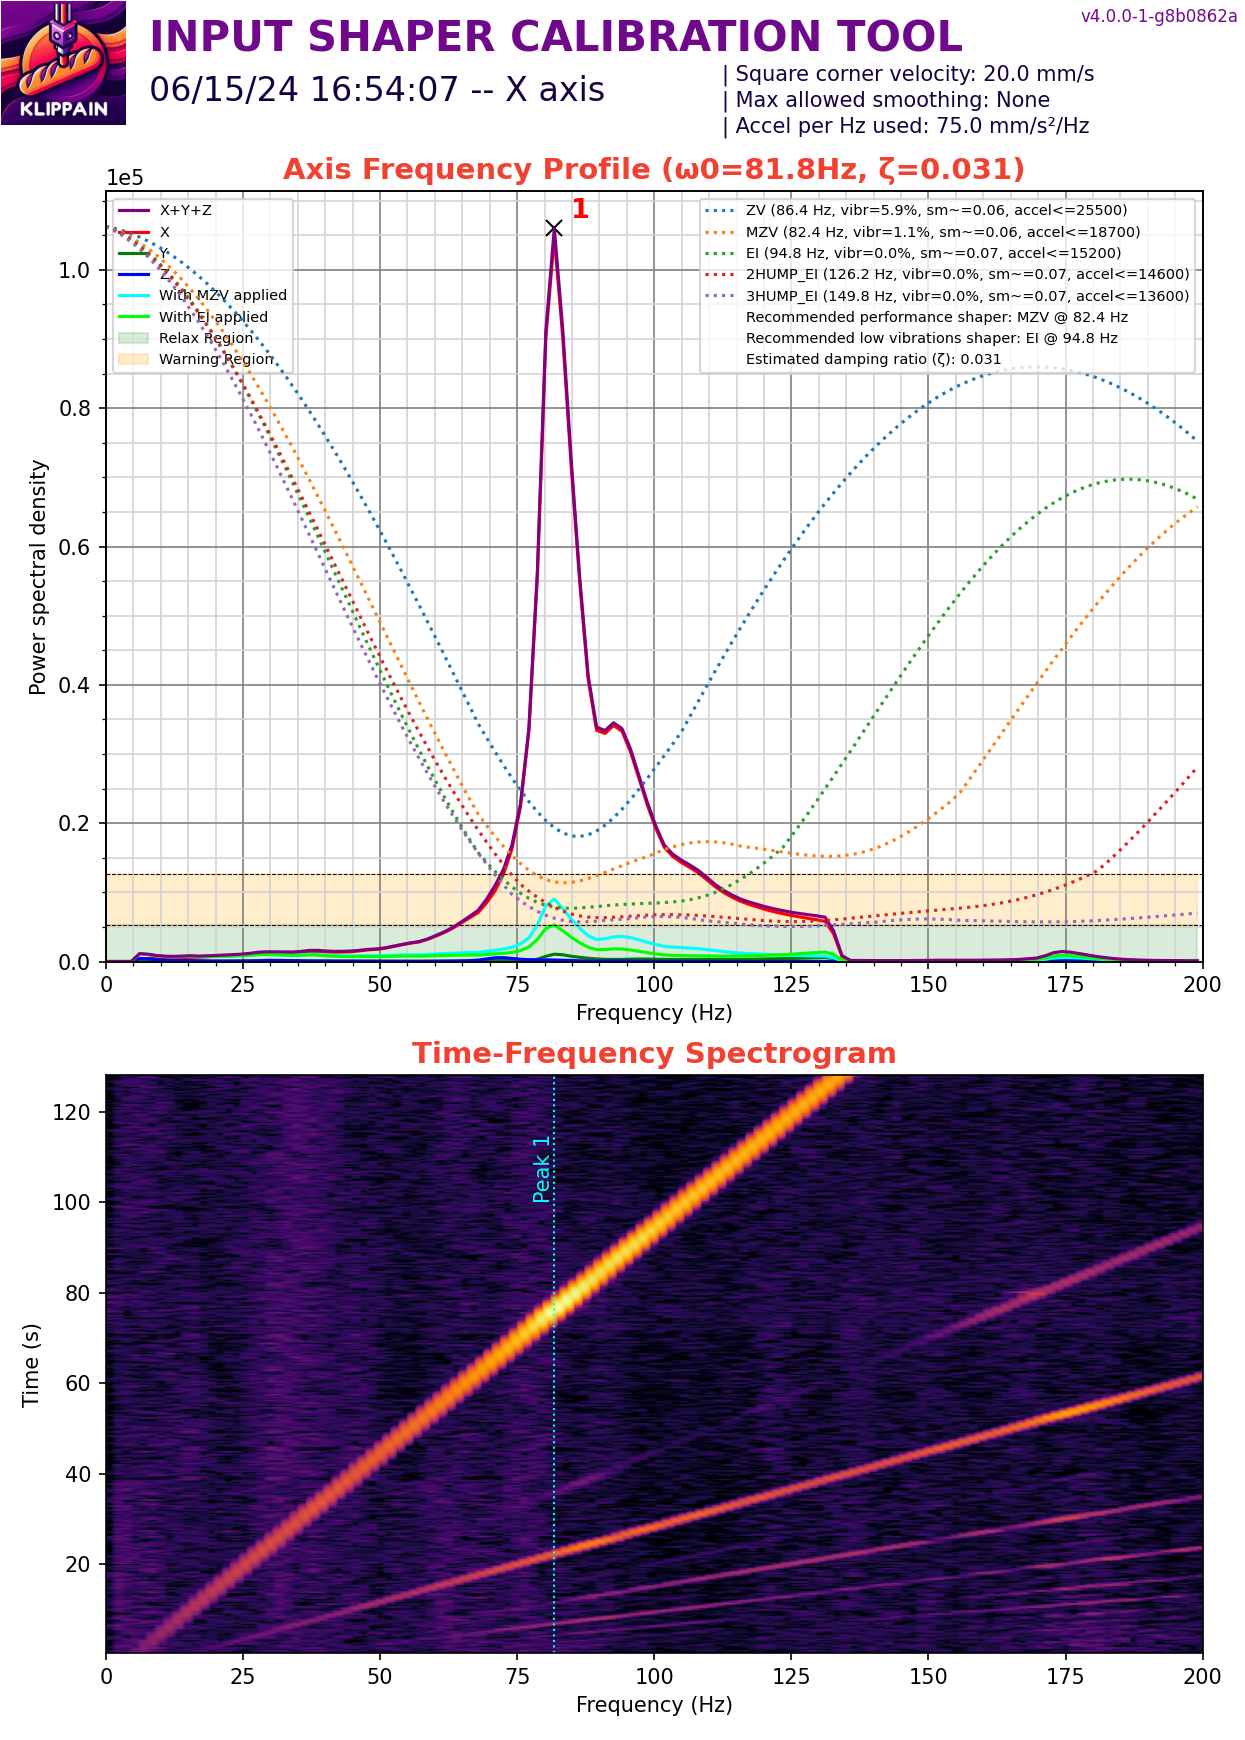 v4.0.0-1-g8b0862a
INPUT SHAPER CALIBRATION TOOL
06/15/24 16:54:07 -- X axis
| Square corner velocity: 20.0 mm/s
| Max allowed smoothing: None
| Accel per Hz used: 75.0 mm/s²/Hz
KLIPPAIN
Axis Frequency Profile (ω0=81.8Hz, ζ=0.031)
1e5
1
X+Y+Z
X
Y
Z
With MZV applied
With EI applied
Relax Region
Warning Region
ZV (86.4 Hz, vibr=5.9%, sm~=0.06, accel<=25500)
MZV (82.4 Hz, vibr=1.1%, sm~=0.06, accel<=18700)
EI (94.8 Hz, vibr=0.0%, sm~=0.07, accel<=15200)
2HUMP_EI (126.2 Hz, vibr=0.0%, sm~=0.07, accel<=14600)
3HUMP_EI (149.8 Hz, vibr=0.0%, sm~=0.07, accel<=13600)
Recommended performance shaper: MZV @ 82.4 Hz
Recommended low vibrations shaper: EI @ 94.8 Hz
Estimated damping ratio (ζ): 0.031
Power spectral density
1.0
0.8
0.6
0.4
0.2
0.0
0 25 50 75 100 125 150 175 200
Frequency (Hz)
Time-Frequency Spectrogram
Peak 1
Time (s)
120
100
80
60
40
20
0 25 50 75 100 125 150 175 200
Frequency (Hz)